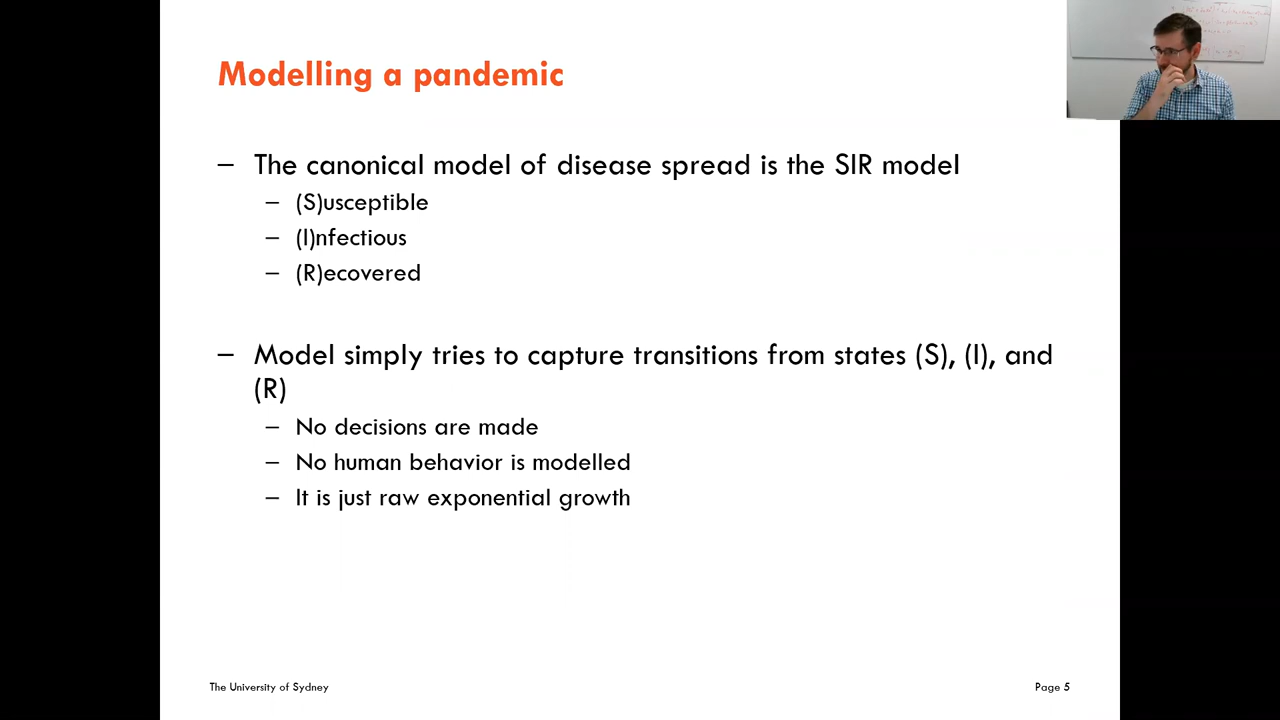 Modelling a pandemic
– The canonical model of disease spread is the SIR model
– (S)usceptible
– (I)nfectious
– (R)ecovered
– Model simply tries to capture transitions from states (S), (I), and
(R)
– No decisions are made
– No human behavior is modelled
– It is just raw exponential growth
The University of Sydney
Page 5